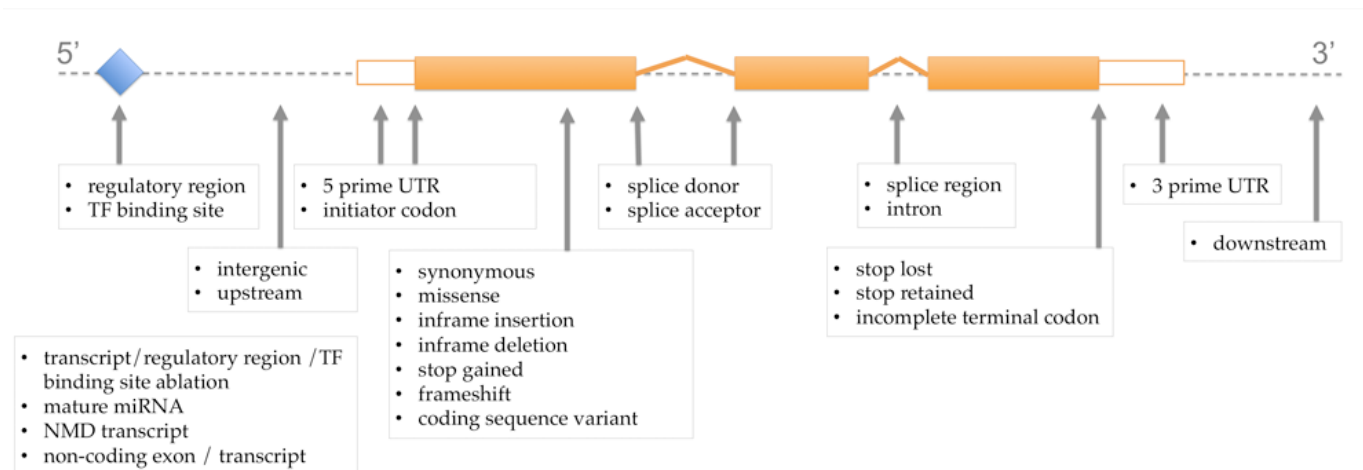 5’
3’
• regulatory region
• TF binding site
• 5 prime UTR
• initiator codon
• splice donor
• splice acceptor
• splice region
• intron
• 3 prime UTR
• downstream
• intergenic
• upstream
• synonymous
• missense
• inframe insertion
• inframe deletion
• stop gained
• frameshift
• coding sequence variant
• stop lost
• stop retained
• incomplete terminal codon
• transcript/regulatory region /TF
binding site ablation
• mature miRNA
• NMD transcript
• non-coding exon / transcript